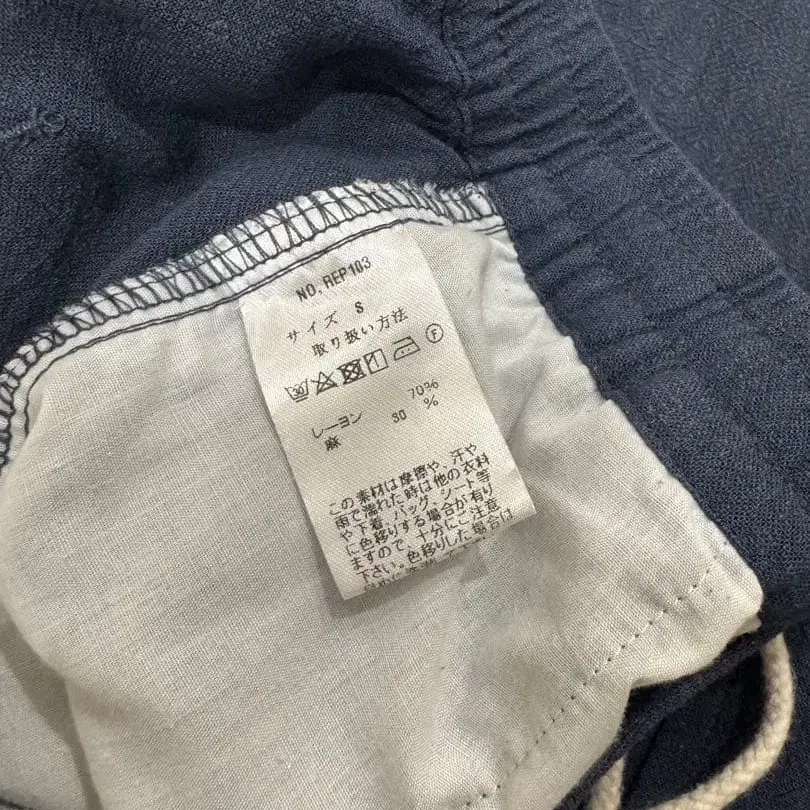 NO. REP103
サイズ S
取り扱い方法
F
レーヨン 70%
麻 30 %
この素材は摩擦や、汗や
雨で濡れた時は他の衣料
や下着、バッグ、シート等
に色移りする場合が有り
ますので、十分にご注意
下さい。色移りした場合は